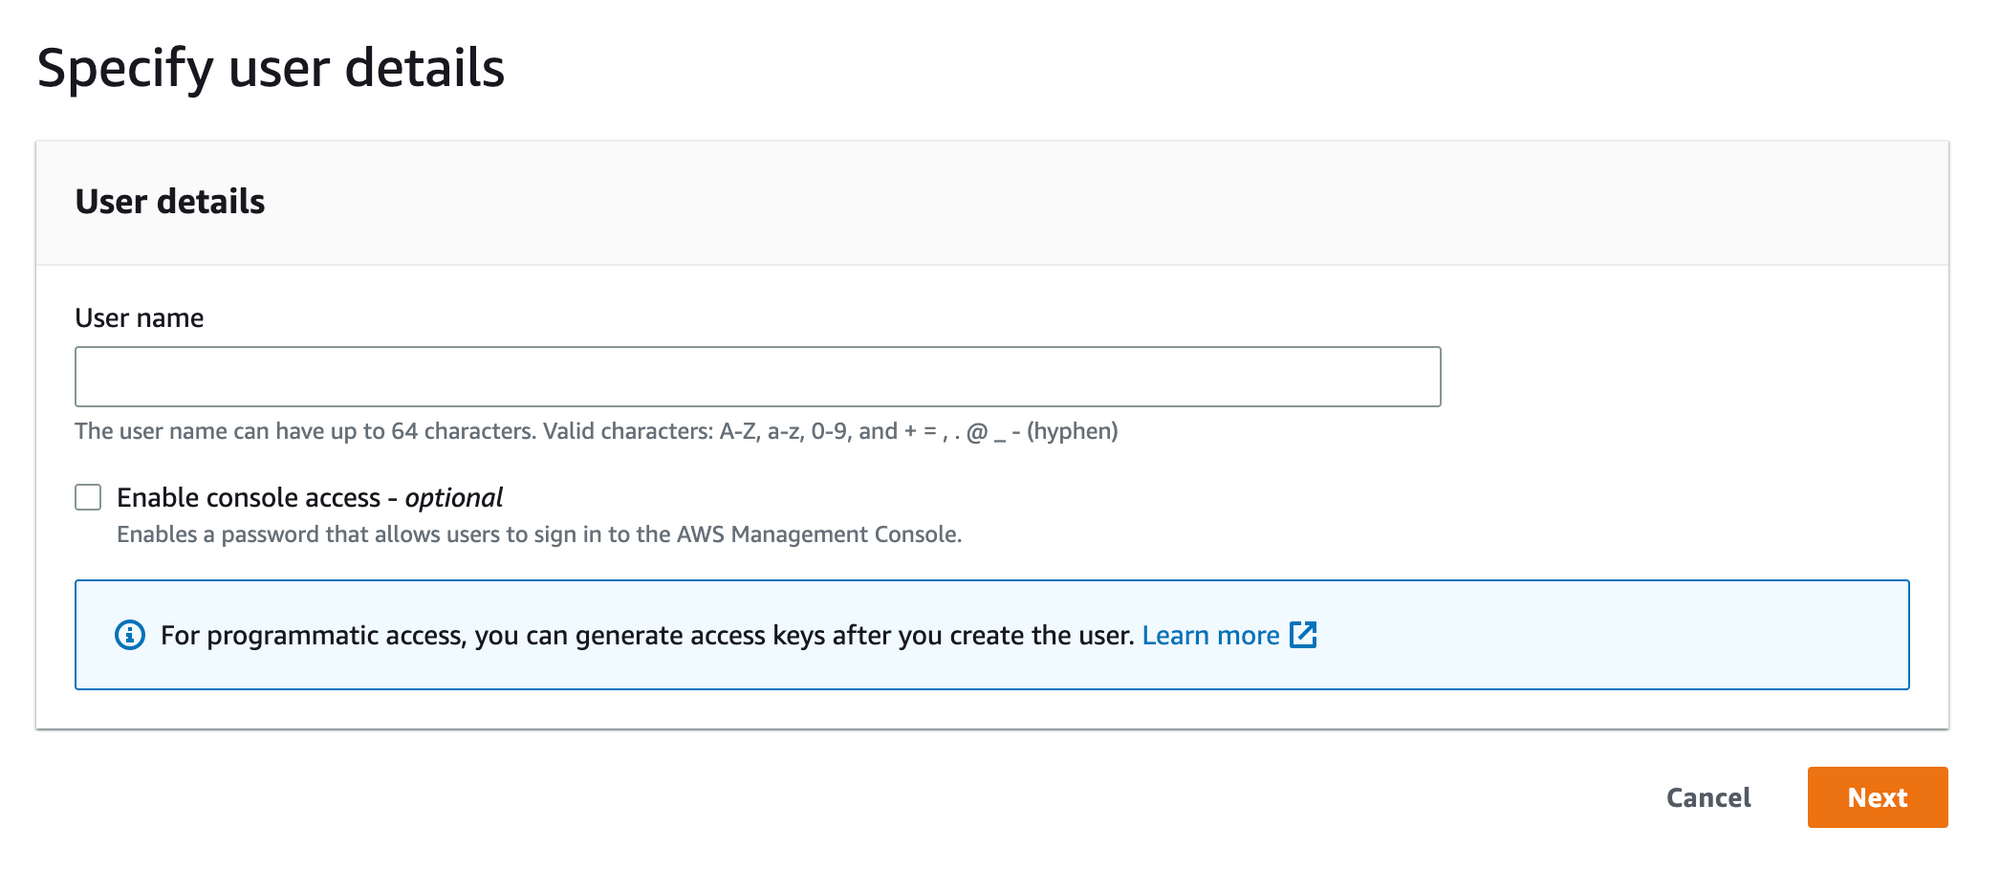 Specify user details
User details
User name
The user name can have up to 64 characters. Valid characters: A-Z, a-z, 0-9, and + = , . @ _ - (hyphen)
Enable console access - optional
Enables a password that allows users to sign in to the AWS Management Console.
For programmatic access, you can generate access keys after you create the user. Learn more
Cancel
Next